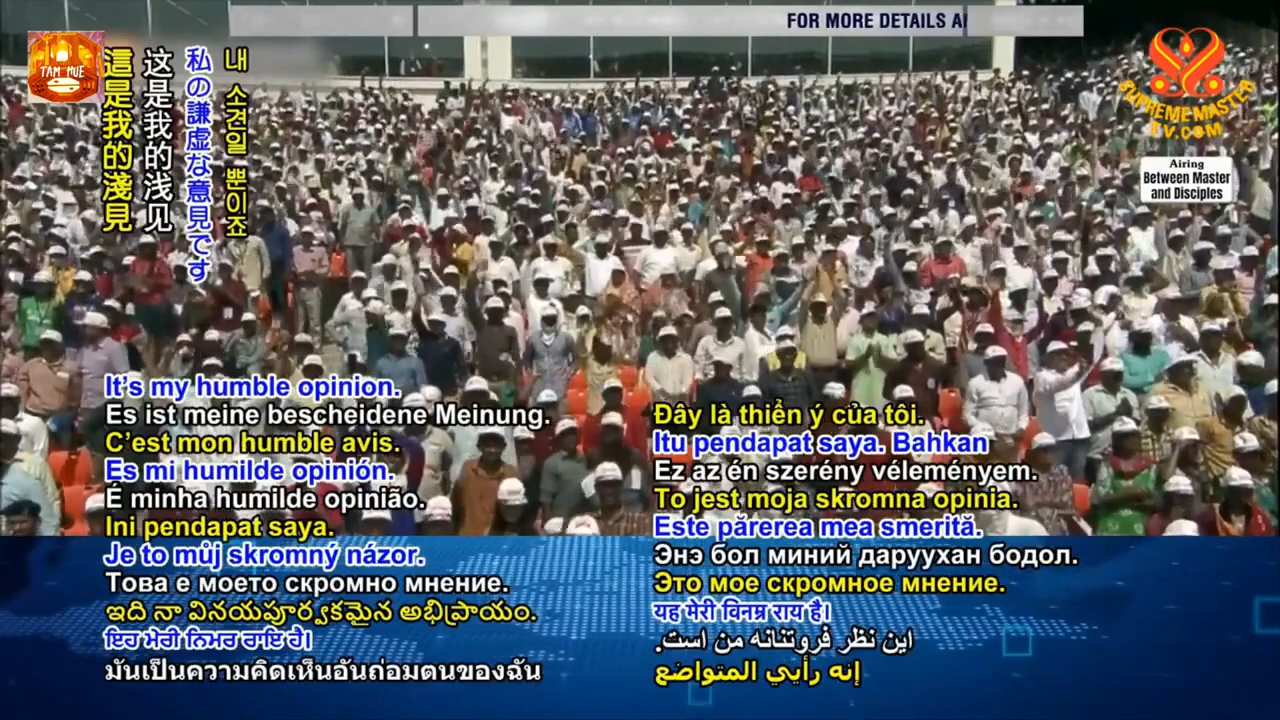 FOR MORE DETAILS A
TAM HUE
SUPREME MASTER
TV.COM
Airing
Between Master
and Disciples
這是我的淺見
这是我的浅见
私の謙虚な意見です
내 소견일 뿐이죠
It's my humble opinion.
Es ist meine bescheidene Meinung.
C'est mon humble avis.
Es mi humilde opinión.
É minha humilde opinião.
Ini pendapat saya.
Je to můj skromný názor.
Това е моето скромно мнение.
ఇది నా వినయపూర్వకమైన అభిప్రాయం.
ਇਹ ਮੇਰੀ ਨਿਮਰ ਰਾਇ ਹੈ।
มันเป็นความคิดเห็นอันถ่อมตนของฉัน
Đây là thiển ý của tôi.
Itu pendapat saya. Bahkan
Ez az én szerény véleményem.
To jest moja skromna opinia.
Este părerea mea smerită.
Энэ бол миний даруухан бодол.
Это мое скромное мнение.
यह मेरी विनम्र राय है।
این نظر فروتنانه من است.
إنه رأيي المتواضع